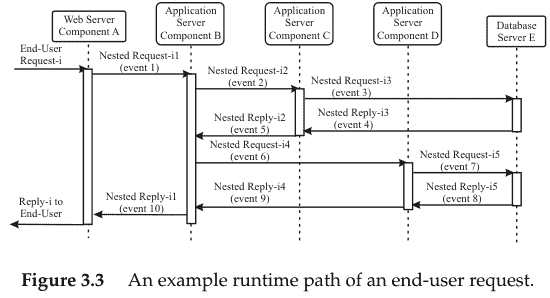 Web Server
Component A
Application
Server
Component B
Application
Server
Component C
Application
Server
Component D
Database
Server E
End-User
Request-i
Nested Request-i1
(event 1)
Nested Request-i2
(event 2)
Nested Request-i3
(event 3)
Nested Reply-i3
(event 4)
Nested Reply-i2
(event 5)
Nested Request-i4
(event 6)
Nested Request-i5
(event 7)
Nested Reply-i5
(event 8)
Nested Reply-i4
(event 9)
Nested Reply-i1
(event 10)
Reply-i to
End-User
Figure 3.3 An example runtime path of an end-user request.